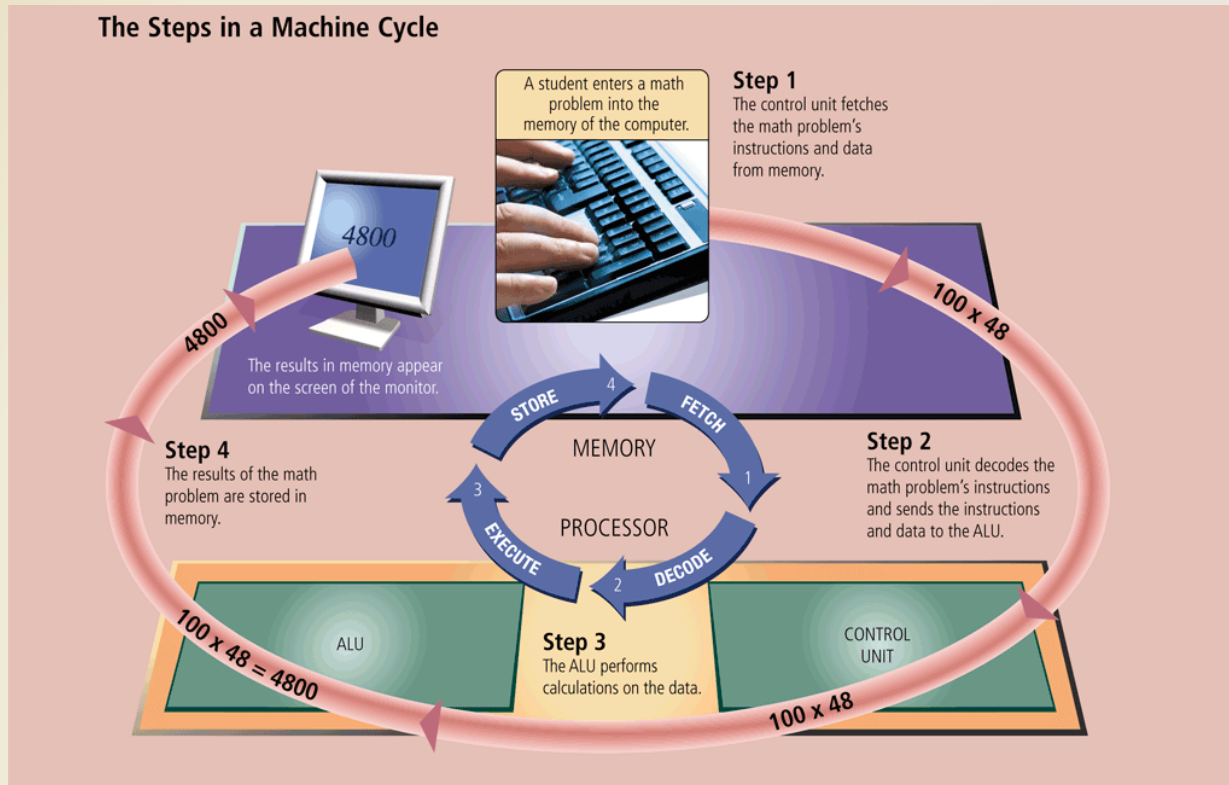 The Steps in a Machine Cycle
A student enters a math
problem into the
memory of the computer.
Step 1
The control unit fetches
the math problem's
instructions and data
from memory.
4800
100 x 48
4800
The results in memory appear
on the screen of the monitor.
STORE
4
FETCH
1
MEMORY
PROCESSOR
3
EXECUTE
2
DECODE
Step 2
The control unit decodes the
math problem's instructions
and sends the instructions
and data to the ALU.
Step 4
The results of the math
problem are stored in
memory.
ALU
CONTROL
UNIT
Step 3
The ALU performs
calculations on the data.
100 x 48 = 4800
100 x 48